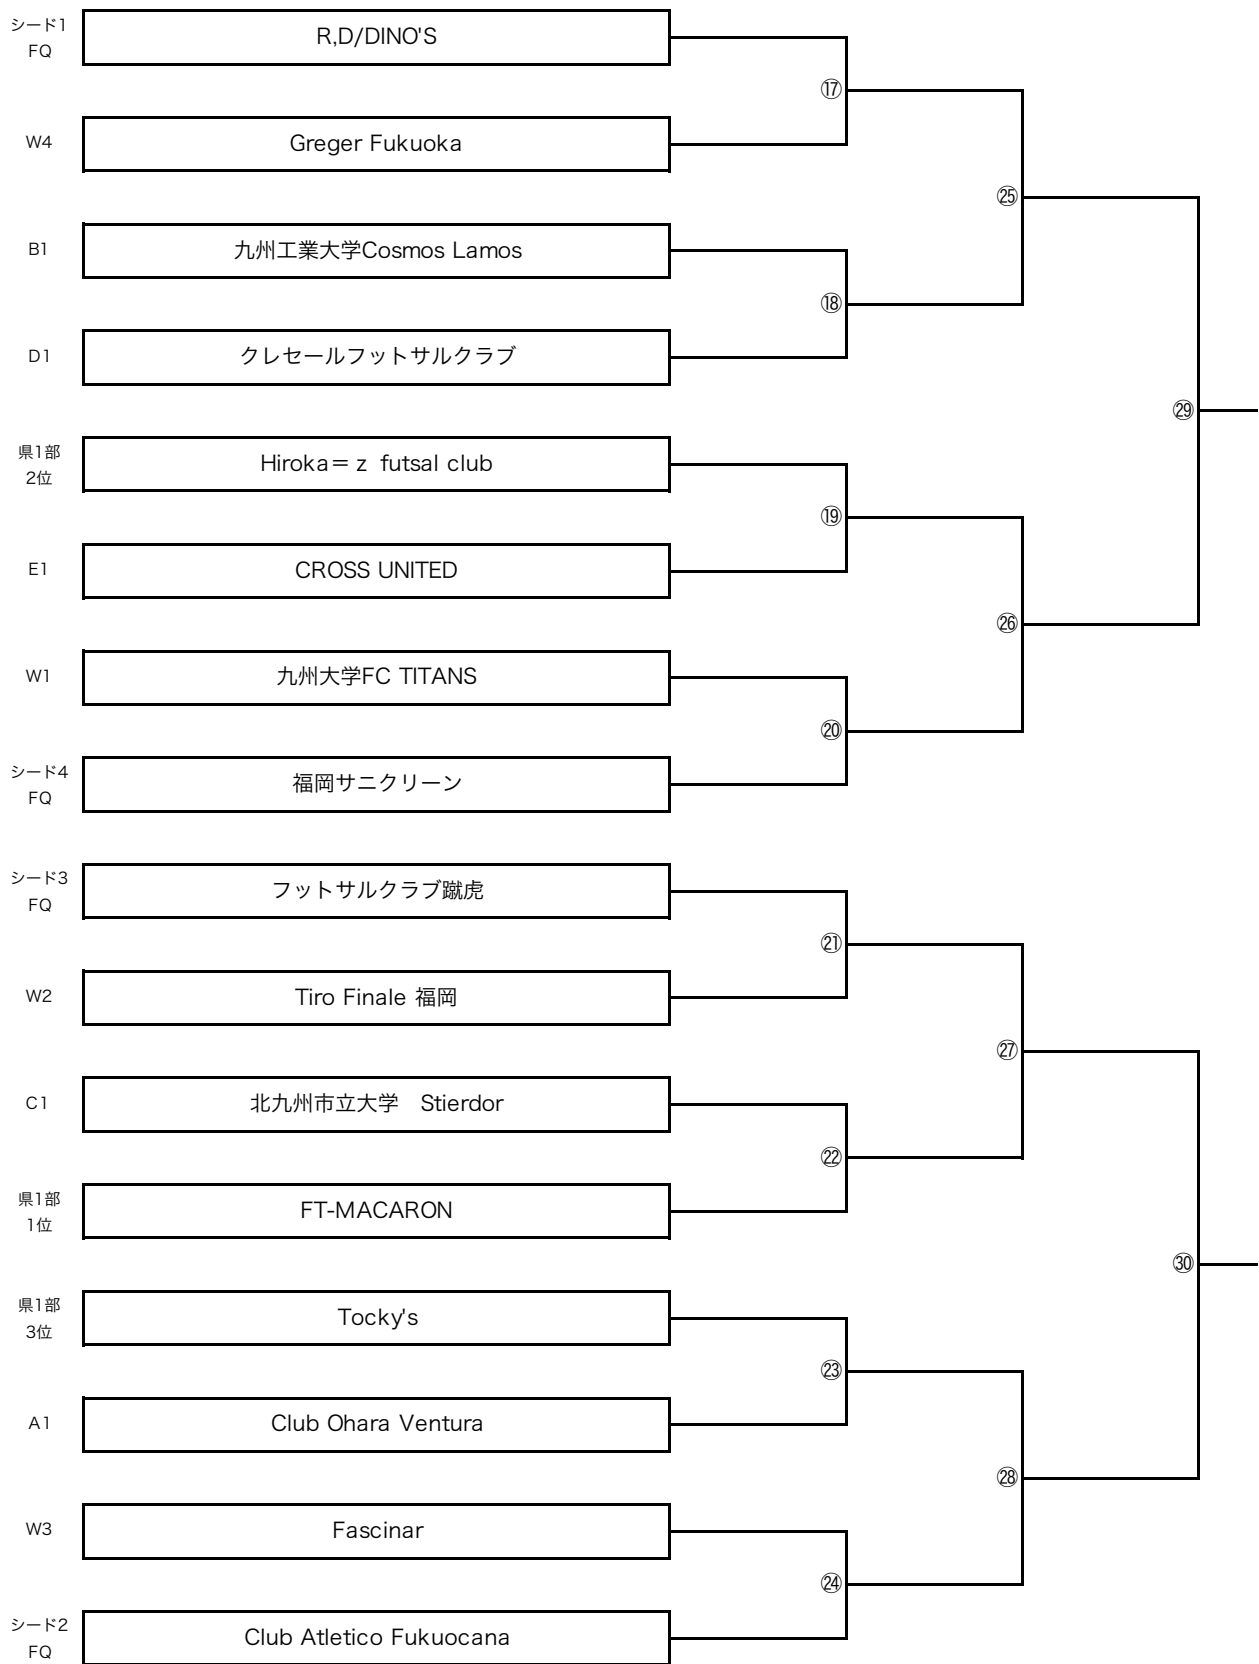 シード1
FQ
R,D/DINO'S
⑰
W4
Greger Fukuoka
㉕
B1
九州工業大学Cosmos Lamos
⑱
D1
クレセールフットサルクラブ
㉙
県1部
2位
Hiroka＝ｚ futsal club
⑲
E1
CROSS UNITED
㉖
W1
九州大学FC TITANS
⑳
シード4
FQ
福岡サニクリーン
シード3
FQ
フットサルクラブ蹴虎
㉑
W2
Tiro Finale 福岡
㉗
C1
北九州市立大学　Stierdor
㉒
県1部
1位
FT-MACARON
㉚
県1部
3位
Tocky's
㉓
A1
Club Ohara Ventura
㉘
W3
Fascinar
㉔
シード2
FQ
Club Atletico Fukuocana